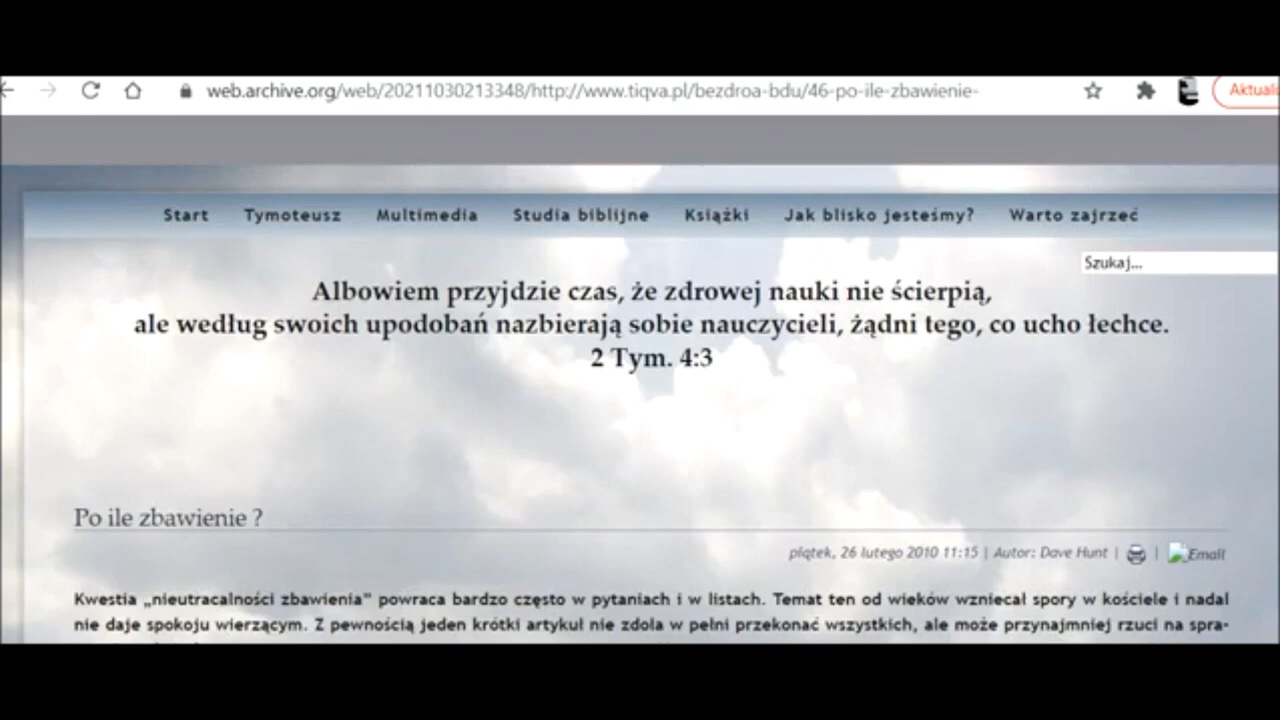 web.archive.org/web/20211030213348/http://www.tiqva.pl/bezdroa-bdu/46-po-ile-zbawienie-
Start Tymoteusz Multimedia Studia biblijne Książki Jak blisko jesteśmy? Warto zajrzeć
Szukaj...
Albowiem przyjdzie czas, że zdrowej nauki nie ścierpią,
ale według swoich upodobań nazbierają sobie nauczycieli, żądni tego, co ucho łechce.
2 Tym. 4:3
Po ile zbawienie ?
piątek, 26 lutego 2010 11:15 | Autor: Dave Hunt | | Email
Kwestia „nieutracalności zbawienia” powraca bardzo często w pytaniach i w listach. Temat ten od wieków wzniecał spory w kościele i nadal
nie daje spokoju wierzącym. Z pewnością jeden krótki artykuł nie zdoła w pełni przekonać wszystkich, ale może przynajmniej rzuci na spra-